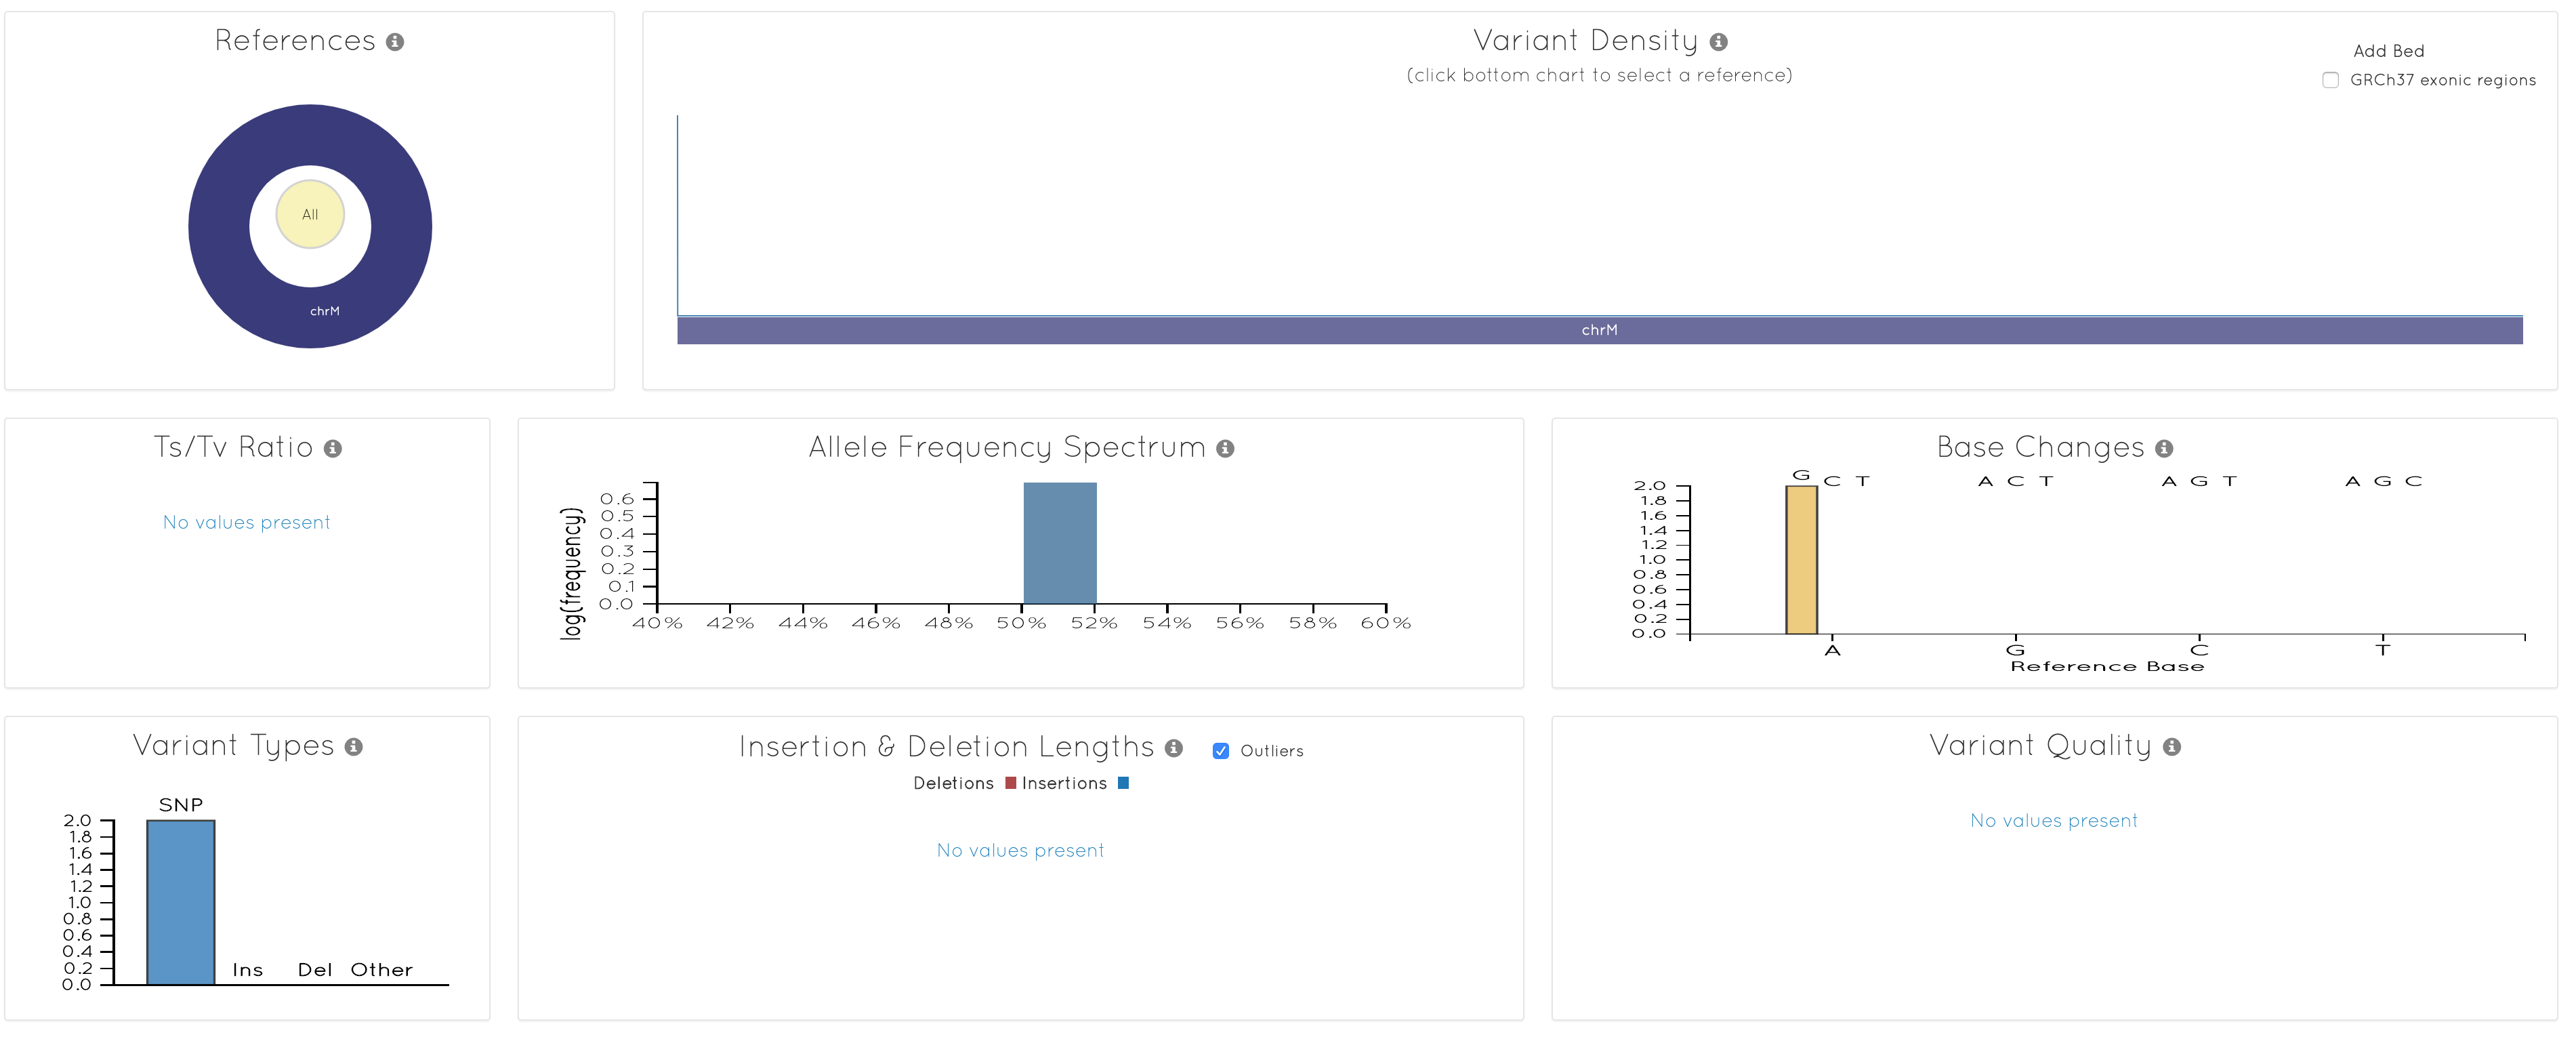 References
All
chrM
Variant Density
(click bottom chart to select a reference)
Add Bed
GRCh37 exonic regions
chrM
Ts/Tv Ratio
No values present
Allele Frequency Spectrum
log(frequency)
0.6
0.5
0.4
0.3
0.2
0.1
0.0
40% 42% 44% 46% 48% 50% 52% 54% 56% 58% 60%
Base Changes
G C T A C T A G T A G C
2.0
1.8
1.6
1.4
1.2
1.0
0.8
0.6
0.4
0.2
0.0
A G C T
Reference Base
Variant Types
SNP
2.0
1.8
1.6
1.4
1.2
1.0
0.8
0.6
0.4
0.2
0.0
Ins Del Other
Insertion & Deletion Lengths
Outliers
Deletions Insertions
No values present
Variant Quality
No values present